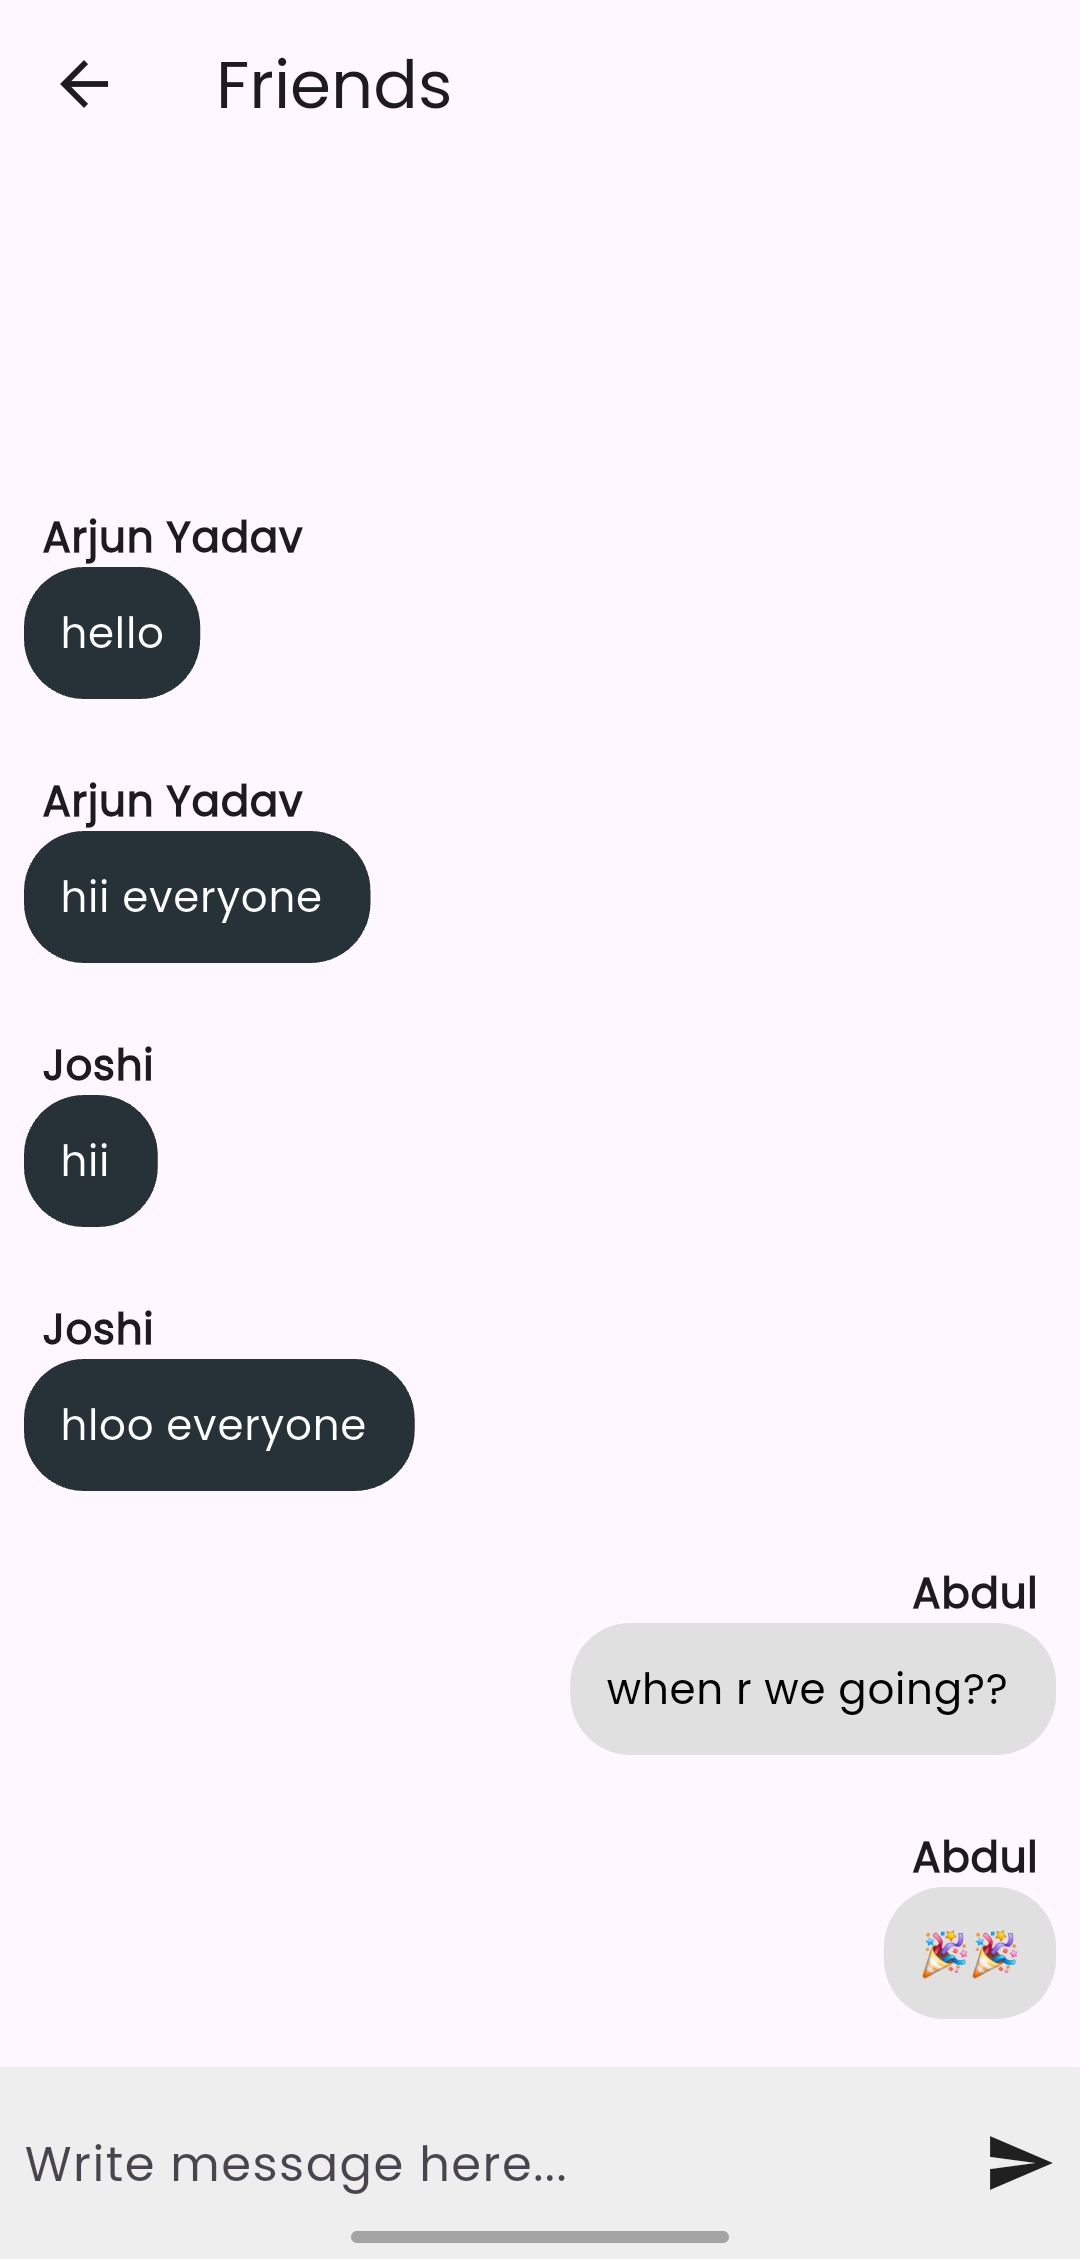 Friends
Arjun Yadav
hello
Arjun Yadav
hii everyone
Joshi
hii
Joshi
hloo everyone
Abdul
when r we going??
Abdul
🎉🎉
Write message here...